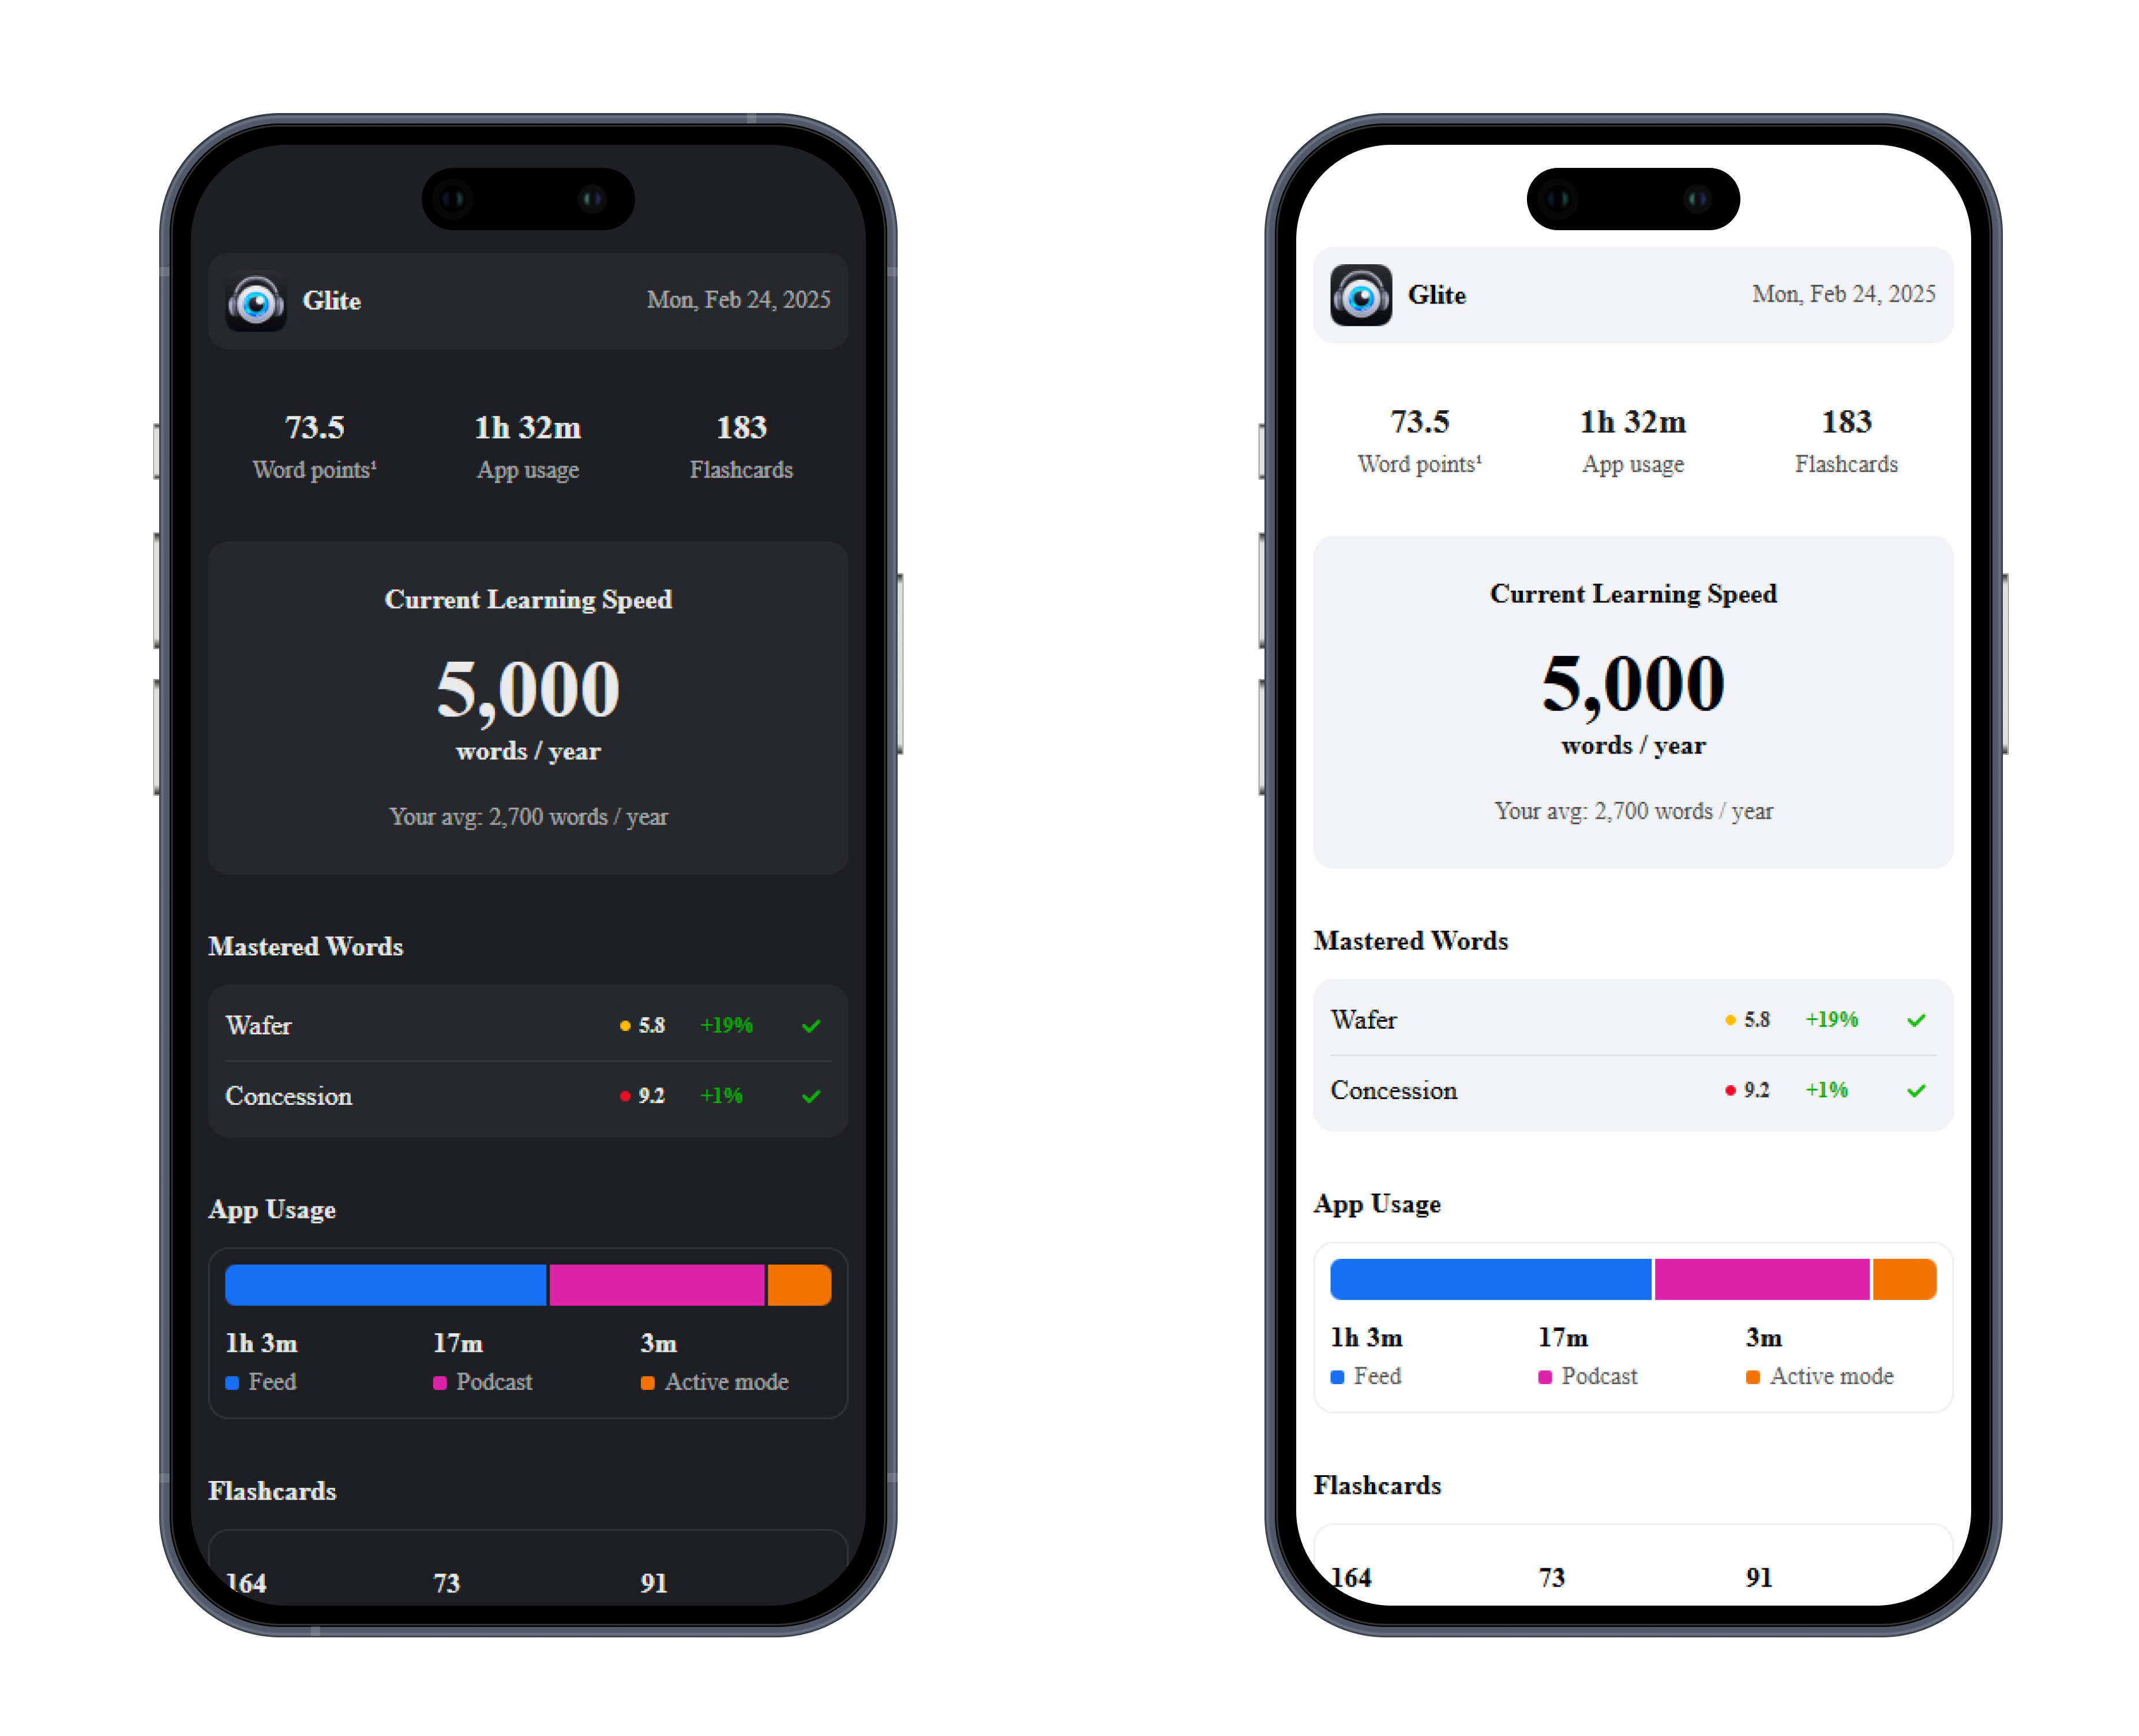 Glite Mon, Feb 24, 2025
73.5 1h 32m 183
Word points¹ App usage Flashcards
Current Learning Speed
5,000
words / year
Your avg: 2,700 words / year
Mastered Words
Wafer 5.8 +19%
Concession 9.2 +1%
App Usage
1h 3m 17m 3m
Feed Podcast Active mode
Flashcards
164 73 91
Glite Mon, Feb 24, 2025
73.5 1h 32m 183
Word points¹ App usage Flashcards
Current Learning Speed
5,000
words / year
Your avg: 2,700 words / year
Mastered Words
Wafer 5.8 +19%
Concession 9.2 +1%
App Usage
1h 3m 17m 3m
Feed Podcast Active mode
Flashcards
164 73 91